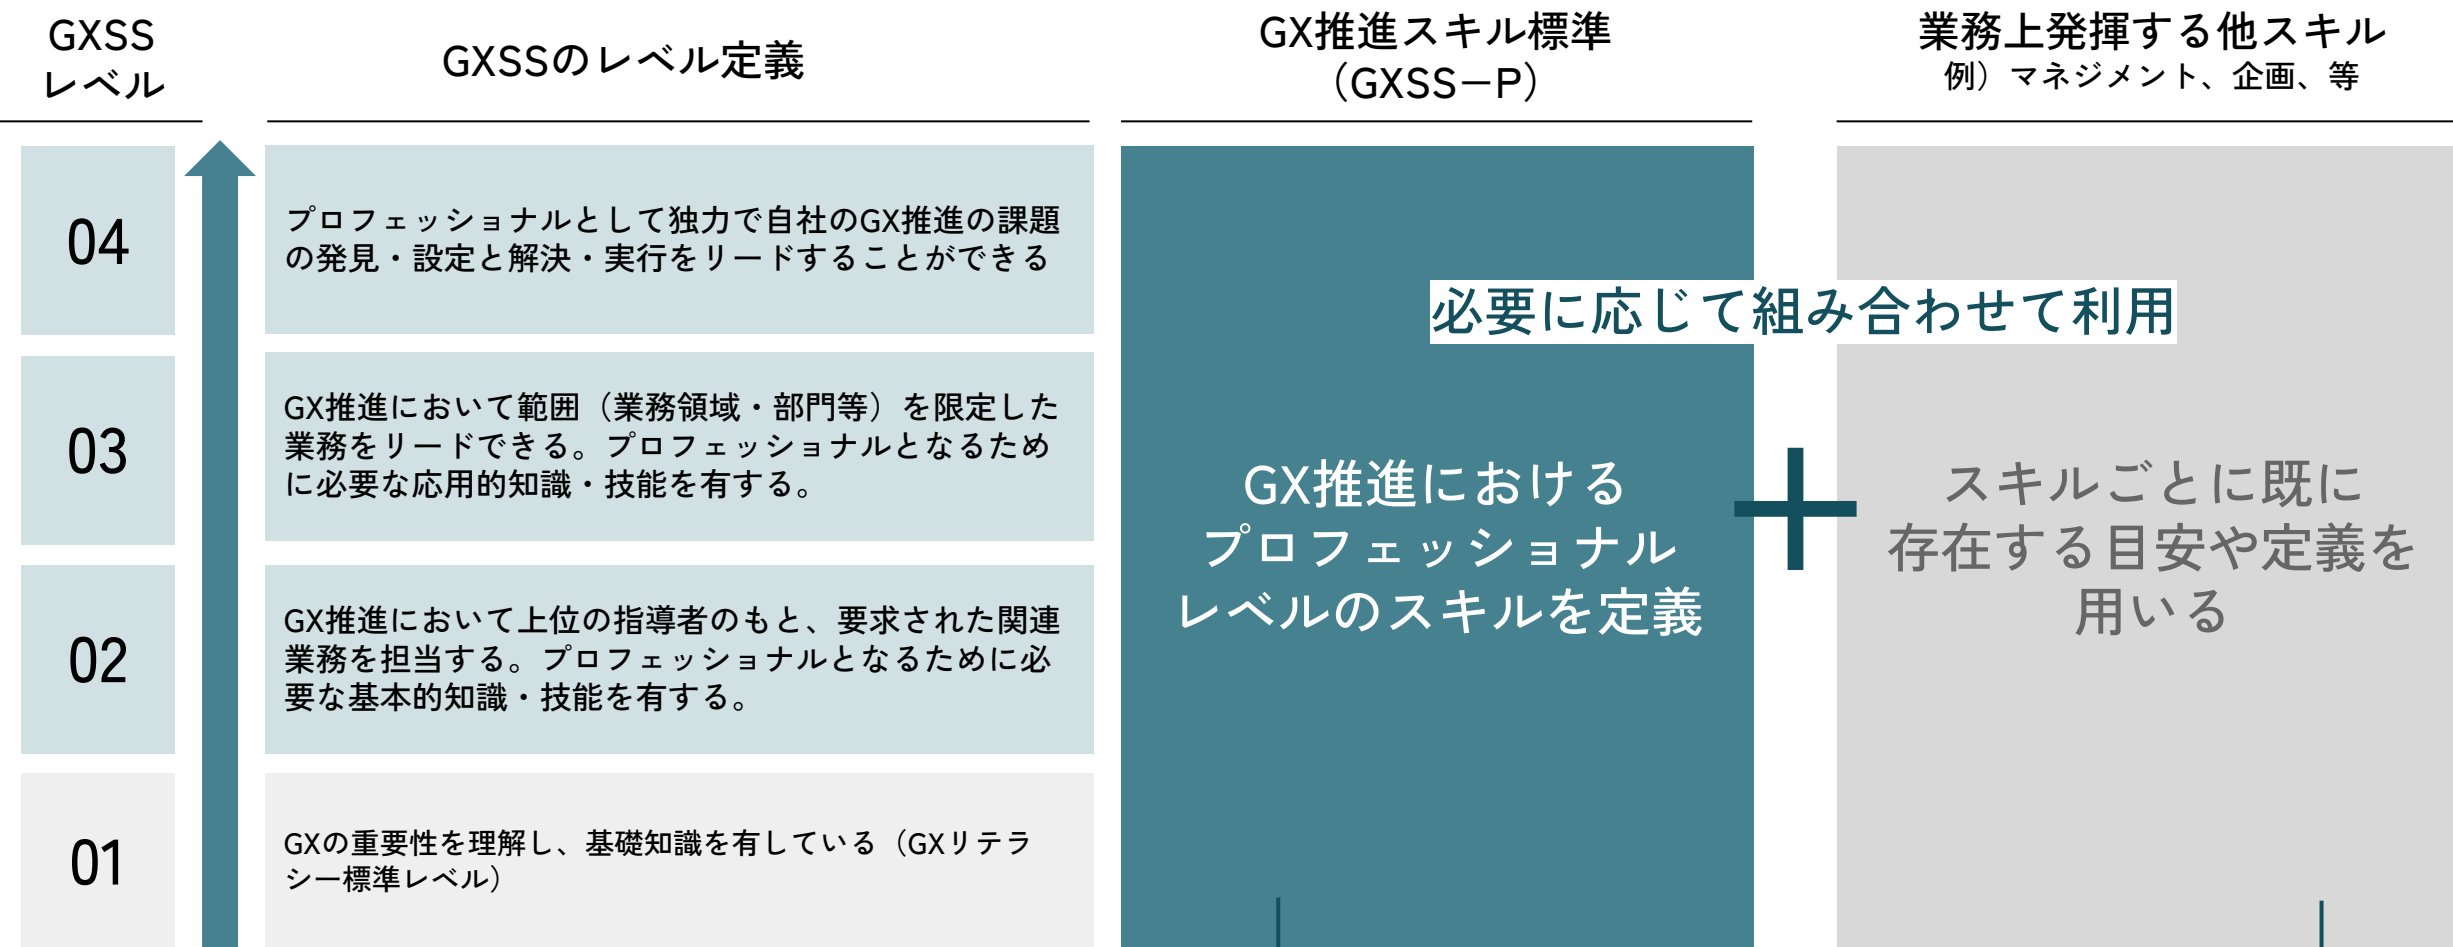 GXSS
レベル
GXSSのレベル定義
GX推進スキル標準
（GXSS－P）
業務上発揮する他スキル
例）マネジメント、企画、等
04
プロフェッショナルとして独力で自社のGX推進の課題
の発見・設定と解決・実行をリードすることができる
03
GX推進において範囲（業務領域・部門等）を限定した
業務をリードできる。プロフェッショナルとなるため
に必要な応用的知識・技能を有する。
02
GX推進において上位の指導者のもと、要求された関連
業務を担当する。プロフェッショナルとなるために必
要な基本的知識・技能を有する。
01
GXの重要性を理解し、基礎知識を有している（GXリテラ
シー標準レベル）
必要に応じて組み合わせて利用
GX推進における
プロフェッショナル
レベルのスキルを定義
＋
スキルごとに既に
存在する目安や定義を
用いる